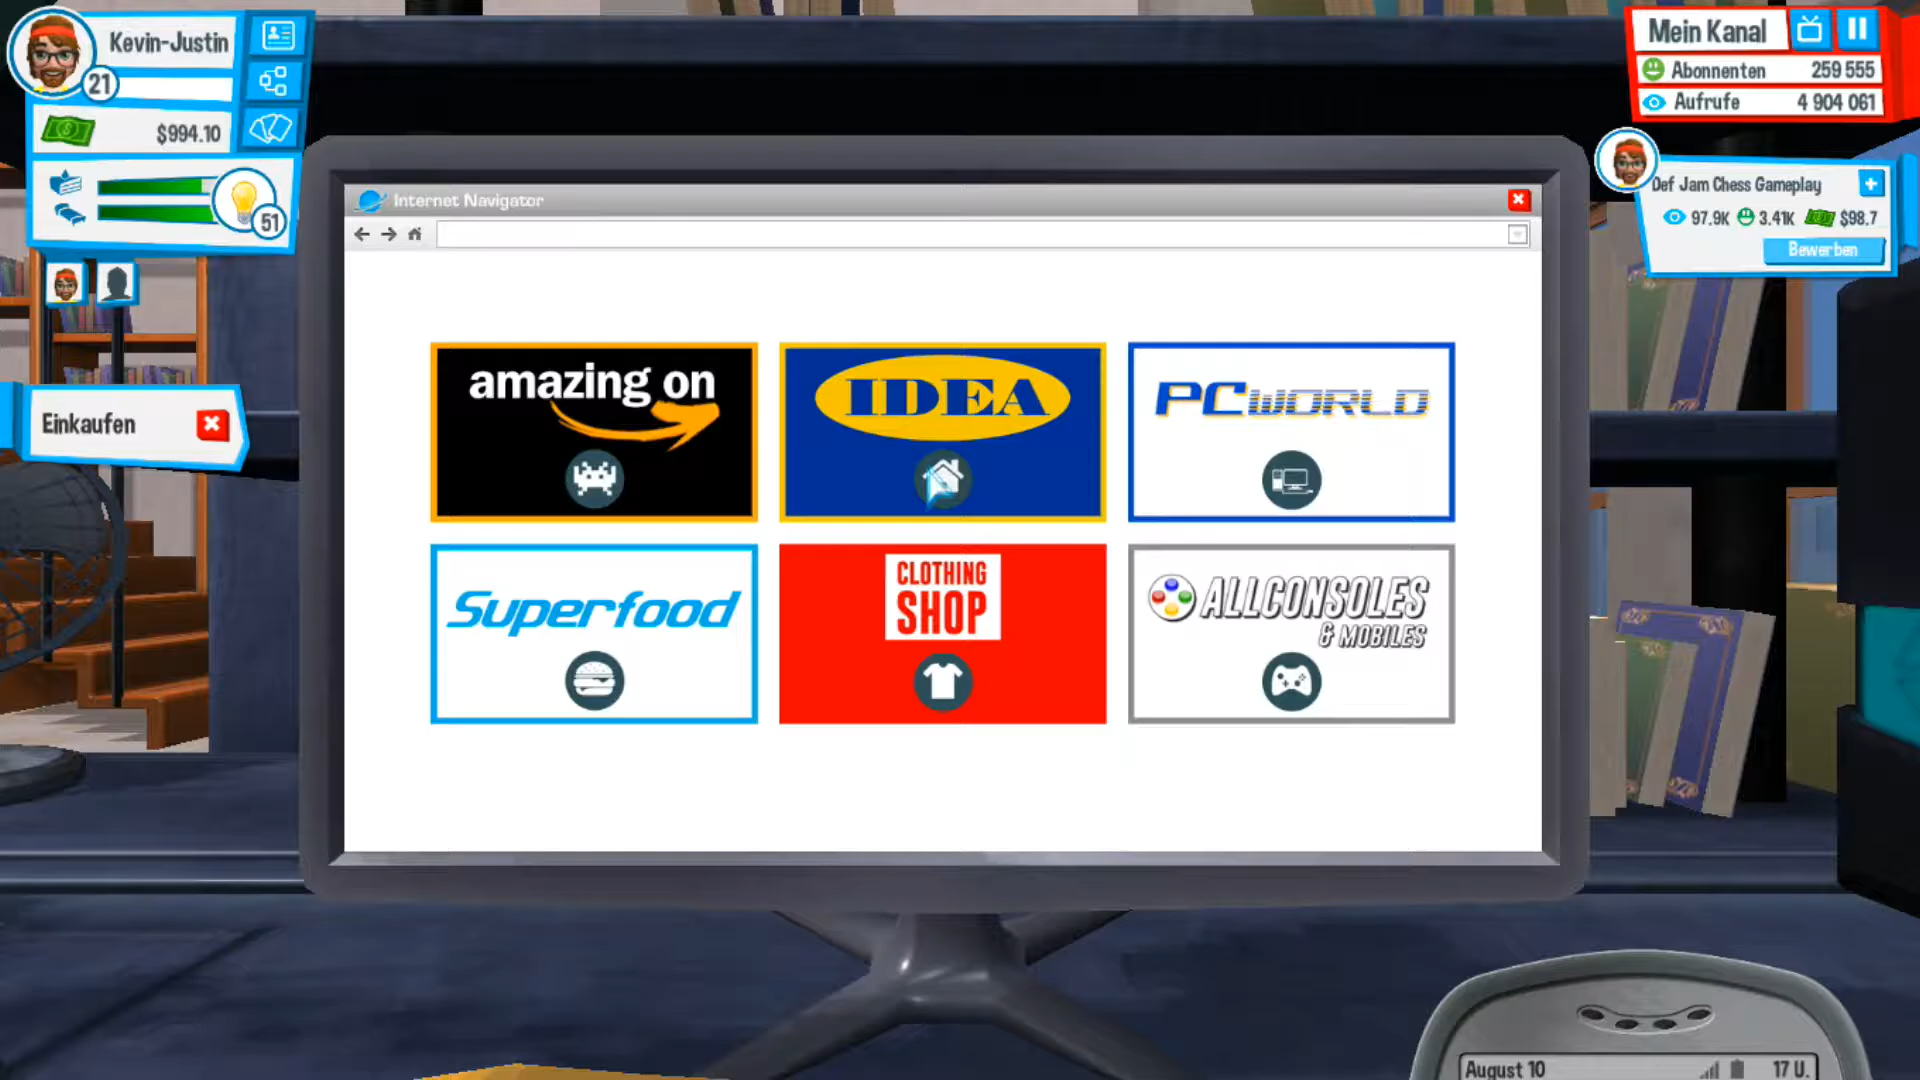 Kevin-Justin
21
$994.10
51
Einkaufen
Mein Kanal
Abonnenten 259 555
Aufrufe 4 904 061
Def Jam Chess Gameplay
97.9K 3.41K $98.7
Bewerben
Internet Navigator
amazing on
IDEA
PC WORLD
Superfood
CLOTHING
SHOP
ALLCONSOLES
& MOBILES
August 10 17 U.